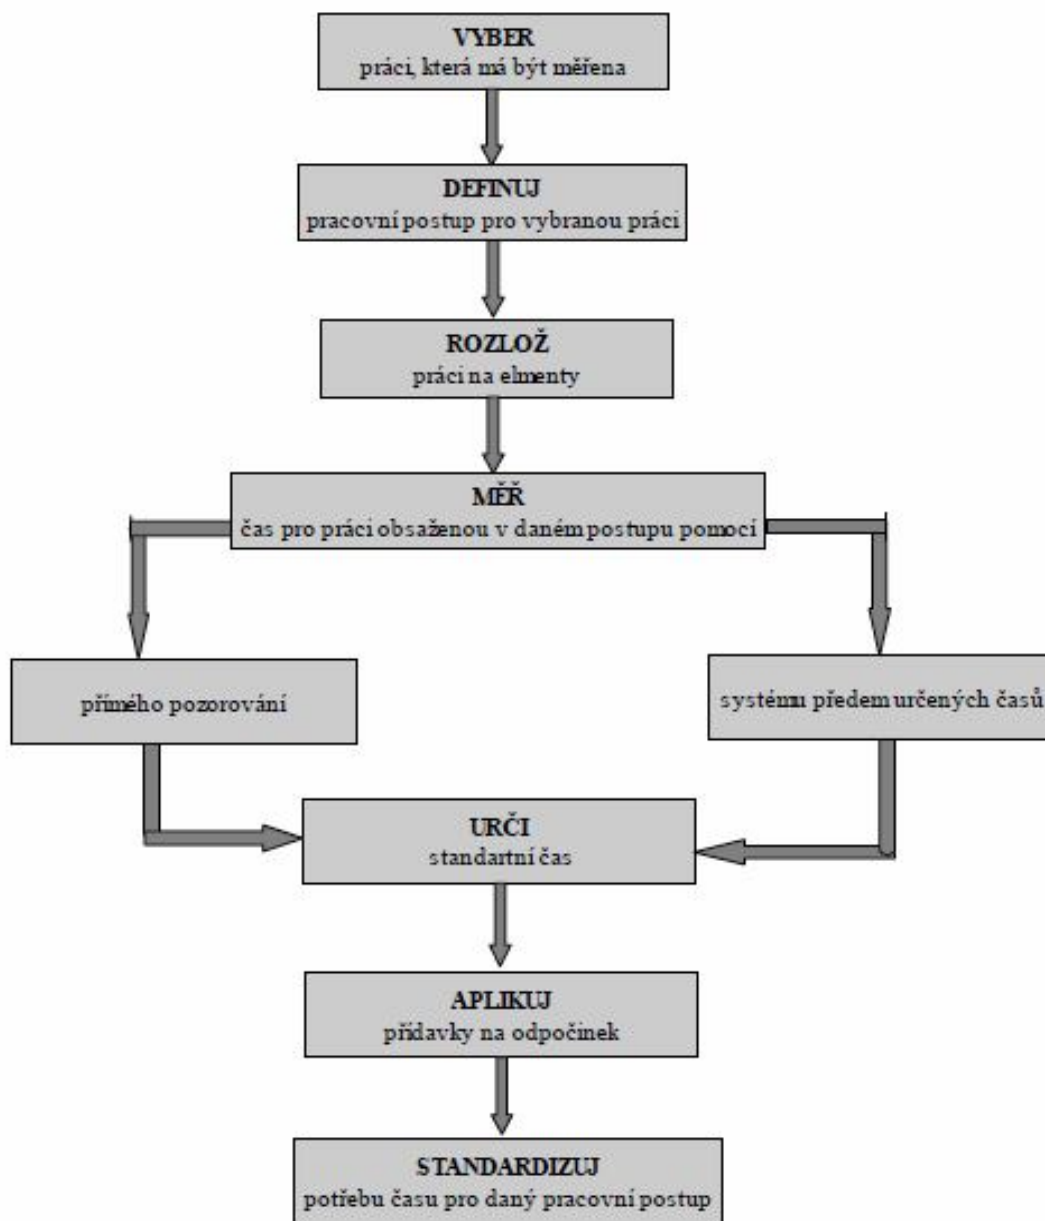 VYBER
práci, která má být měřena
DEFINUJ
pracovní postup pro vybranou práci
ROZLOŽ
práci na elmenty
MĚŘ
čas pro práci obsaženou v daném postupu pomocí
přímého pozorování
systému předem určených časů
URČI
standartní čas
APLIKUJ
přídavky na odpočinek
STANDARDIZUJ
potřebu času pro daný pracovní postup